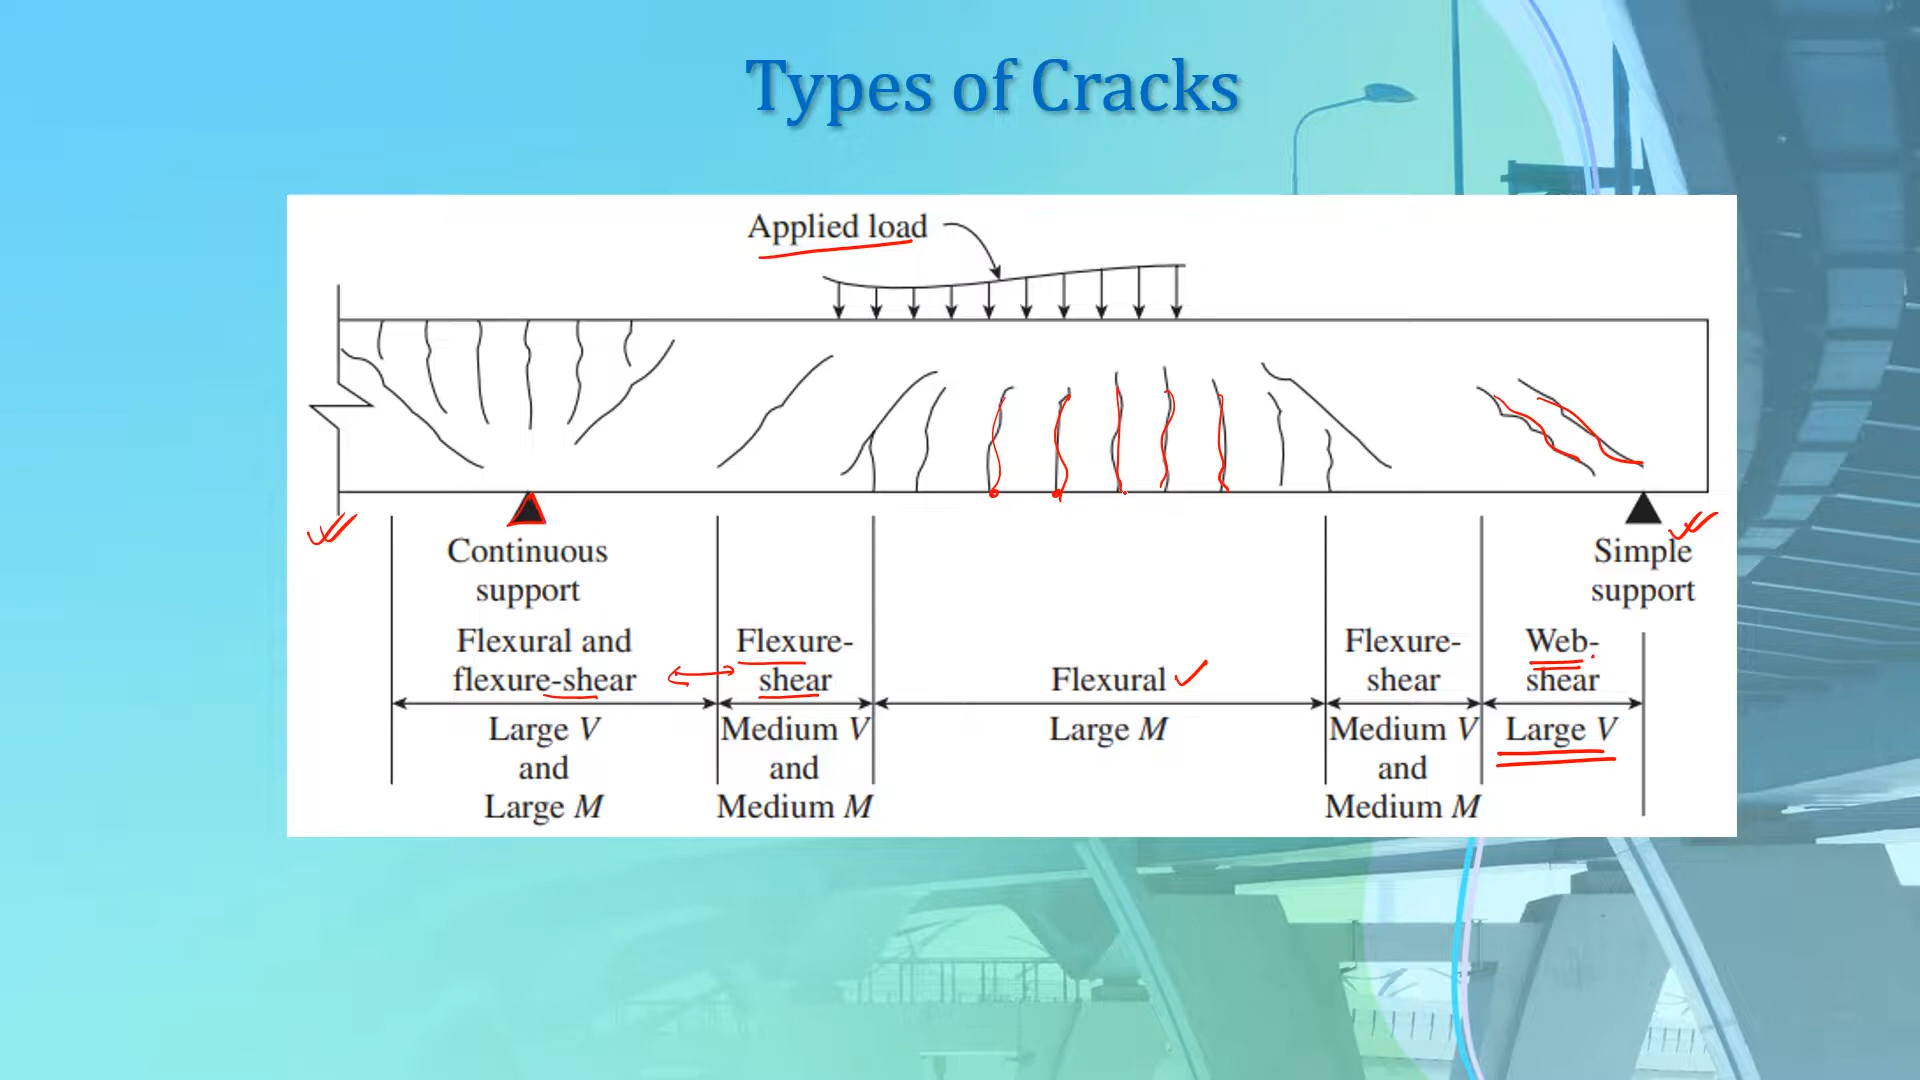 Types of Cracks
Applied load
Continuous
support
Simple
support
Flexural and
flexure-shear
Flexure-
shear
Flexural
Flexure-
shear
Web-
shear
Large V
and
Large M
Medium V
and
Medium M
Large M
Medium V
and
Medium M
Large V